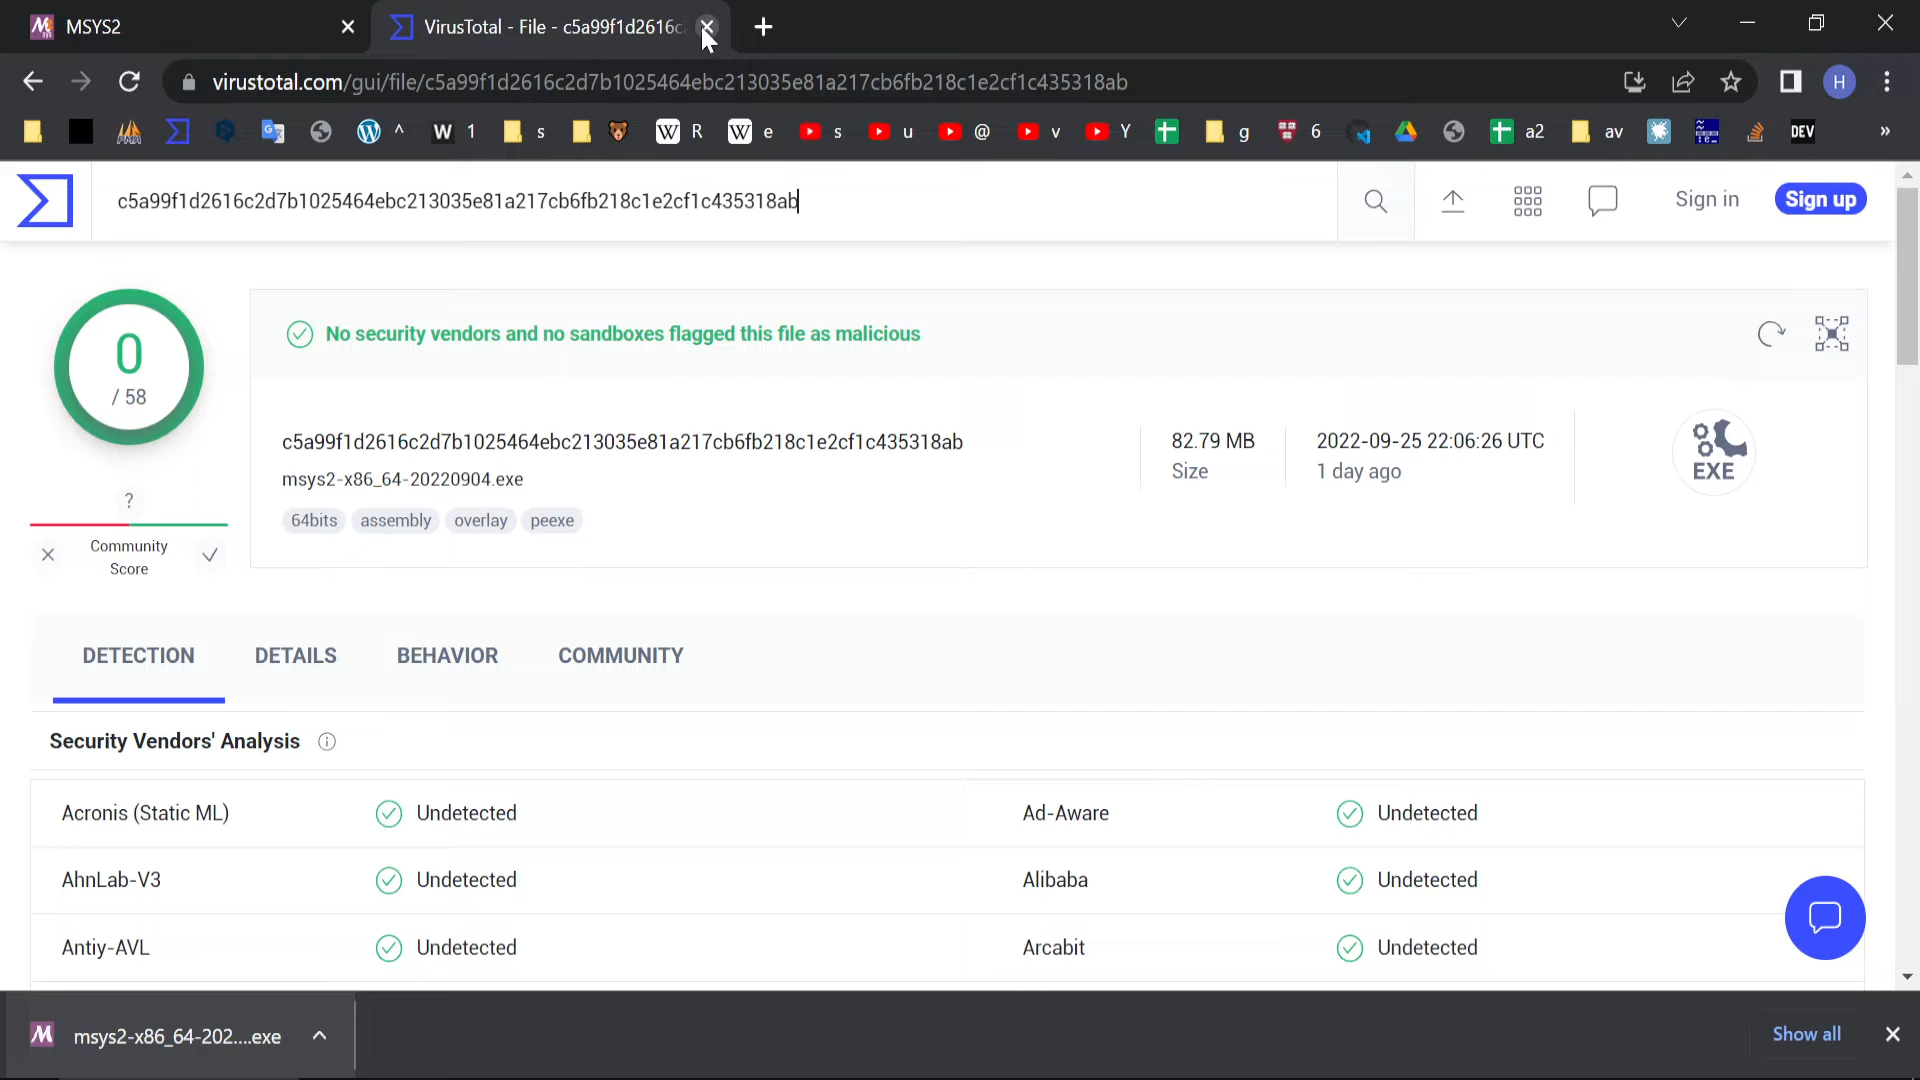 MSYS2
VirusTotal - File - c5a99f1d2616c
virustotal.com/gui/file/c5a99f1d2616c2d7b1025464ebc213035e81a217cb6fb218c1e2cf1c435318ab
H
^ W 1 s W R W e s u @ v Y g 6 a2 av DEV »
c5a99f1d2616c2d7b1025464ebc213035e81a217cb6fb218c1e2cf1c435318ab
Sign in
Sign up
0
/ 58
No security vendors and no sandboxes flagged this file as malicious
c5a99f1d2616c2d7b1025464ebc213035e81a217cb6fb218c1e2cf1c435318ab
msys2-x86_64-20220904.exe
64bits assembly overlay peexe
82.79 MB
Size
2022-09-25 22:06:26 UTC
1 day ago
EXE
?
Community
Score
DETECTION DETAILS BEHAVIOR COMMUNITY
Security Vendors' Analysis
Acronis (Static ML) Undetected Ad-Aware Undetected
AhnLab-V3 Undetected Alibaba Undetected
Antiy-AVL Undetected Arcabit Undetected
msys2-x86_64-202....exe
Show all